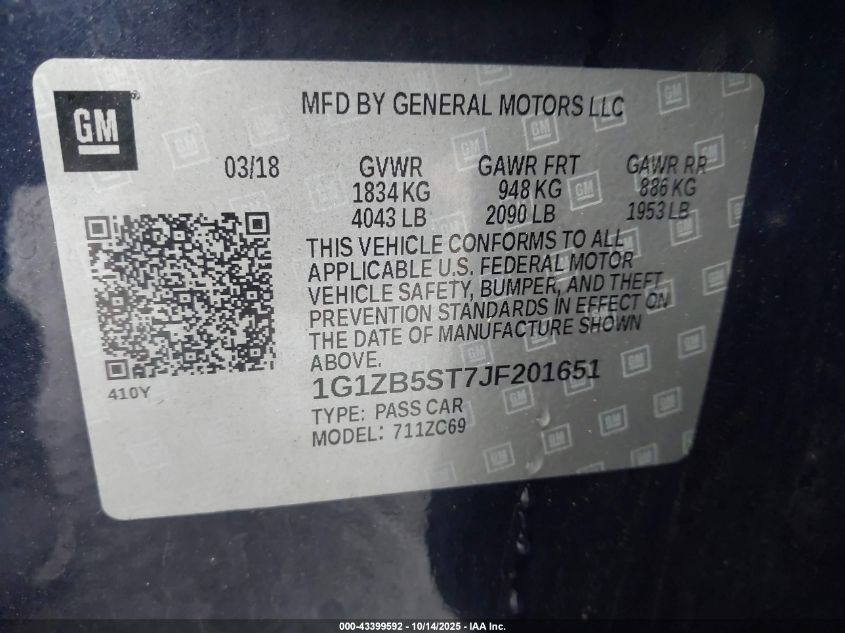 GM
MFD BY GENERAL MOTORS LLC
03/18 GVWR GAWR FRT GAWR RR
1834 KG 948 KG 886 KG
4043 LB 2090 LB 1953 LB
THIS VEHICLE CONFORMS TO ALL
APPLICABLE U.S. FEDERAL MOTOR
VEHICLE SAFETY, BUMPER, AND THEFT
PREVENTION STANDARDS IN EFFECT ON
THE DATE OF MANUFACTURE SHOWN
ABOVE.
410Y
1G1ZB5ST7JF201651
TYPE: PASS CAR
MODEL: 711ZC69
000-43399592 - 10/14/2025 - IAA Inc.